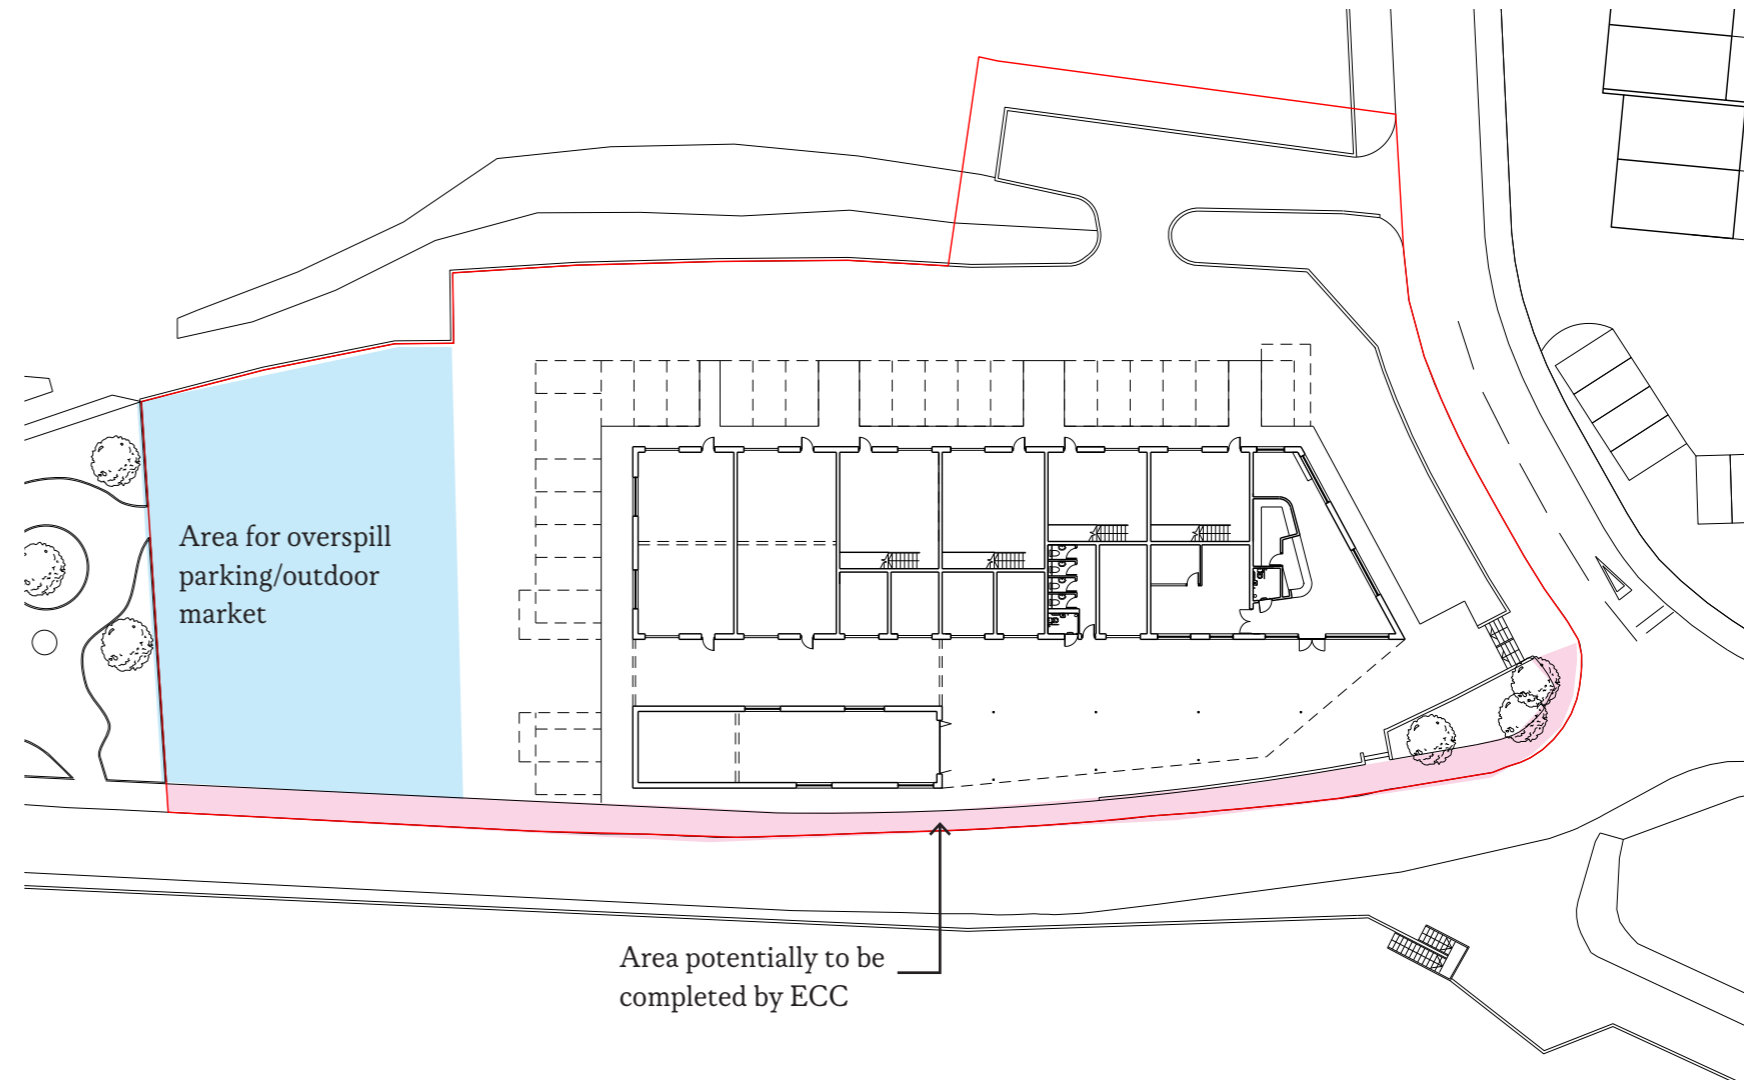 Area for overspill
parking/outdoor
market
Area potentially to be
completed by ECC